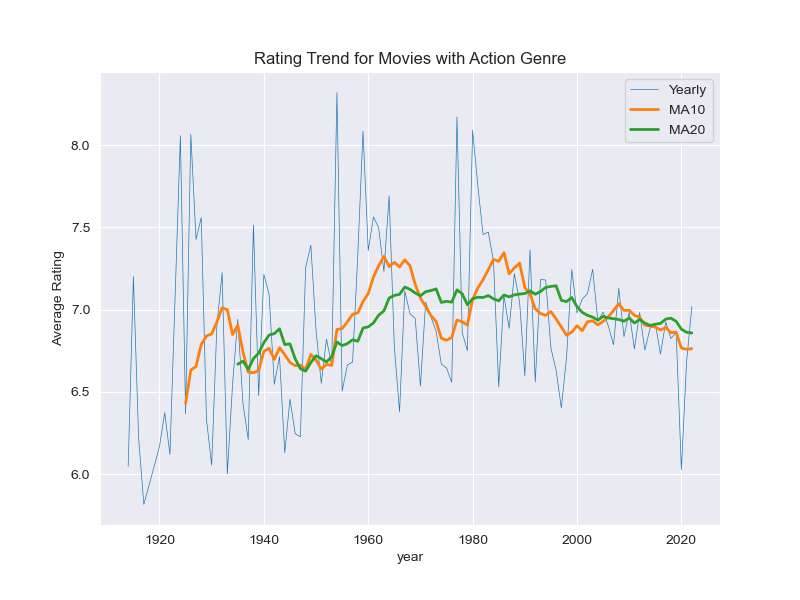 Rating Trend for Movies with Action Genre
Yearly
MA10
MA20
8.0
7.5
7.0
6.5
6.0
Average Rating
1920 1940 1960 1980 2000 2020
year